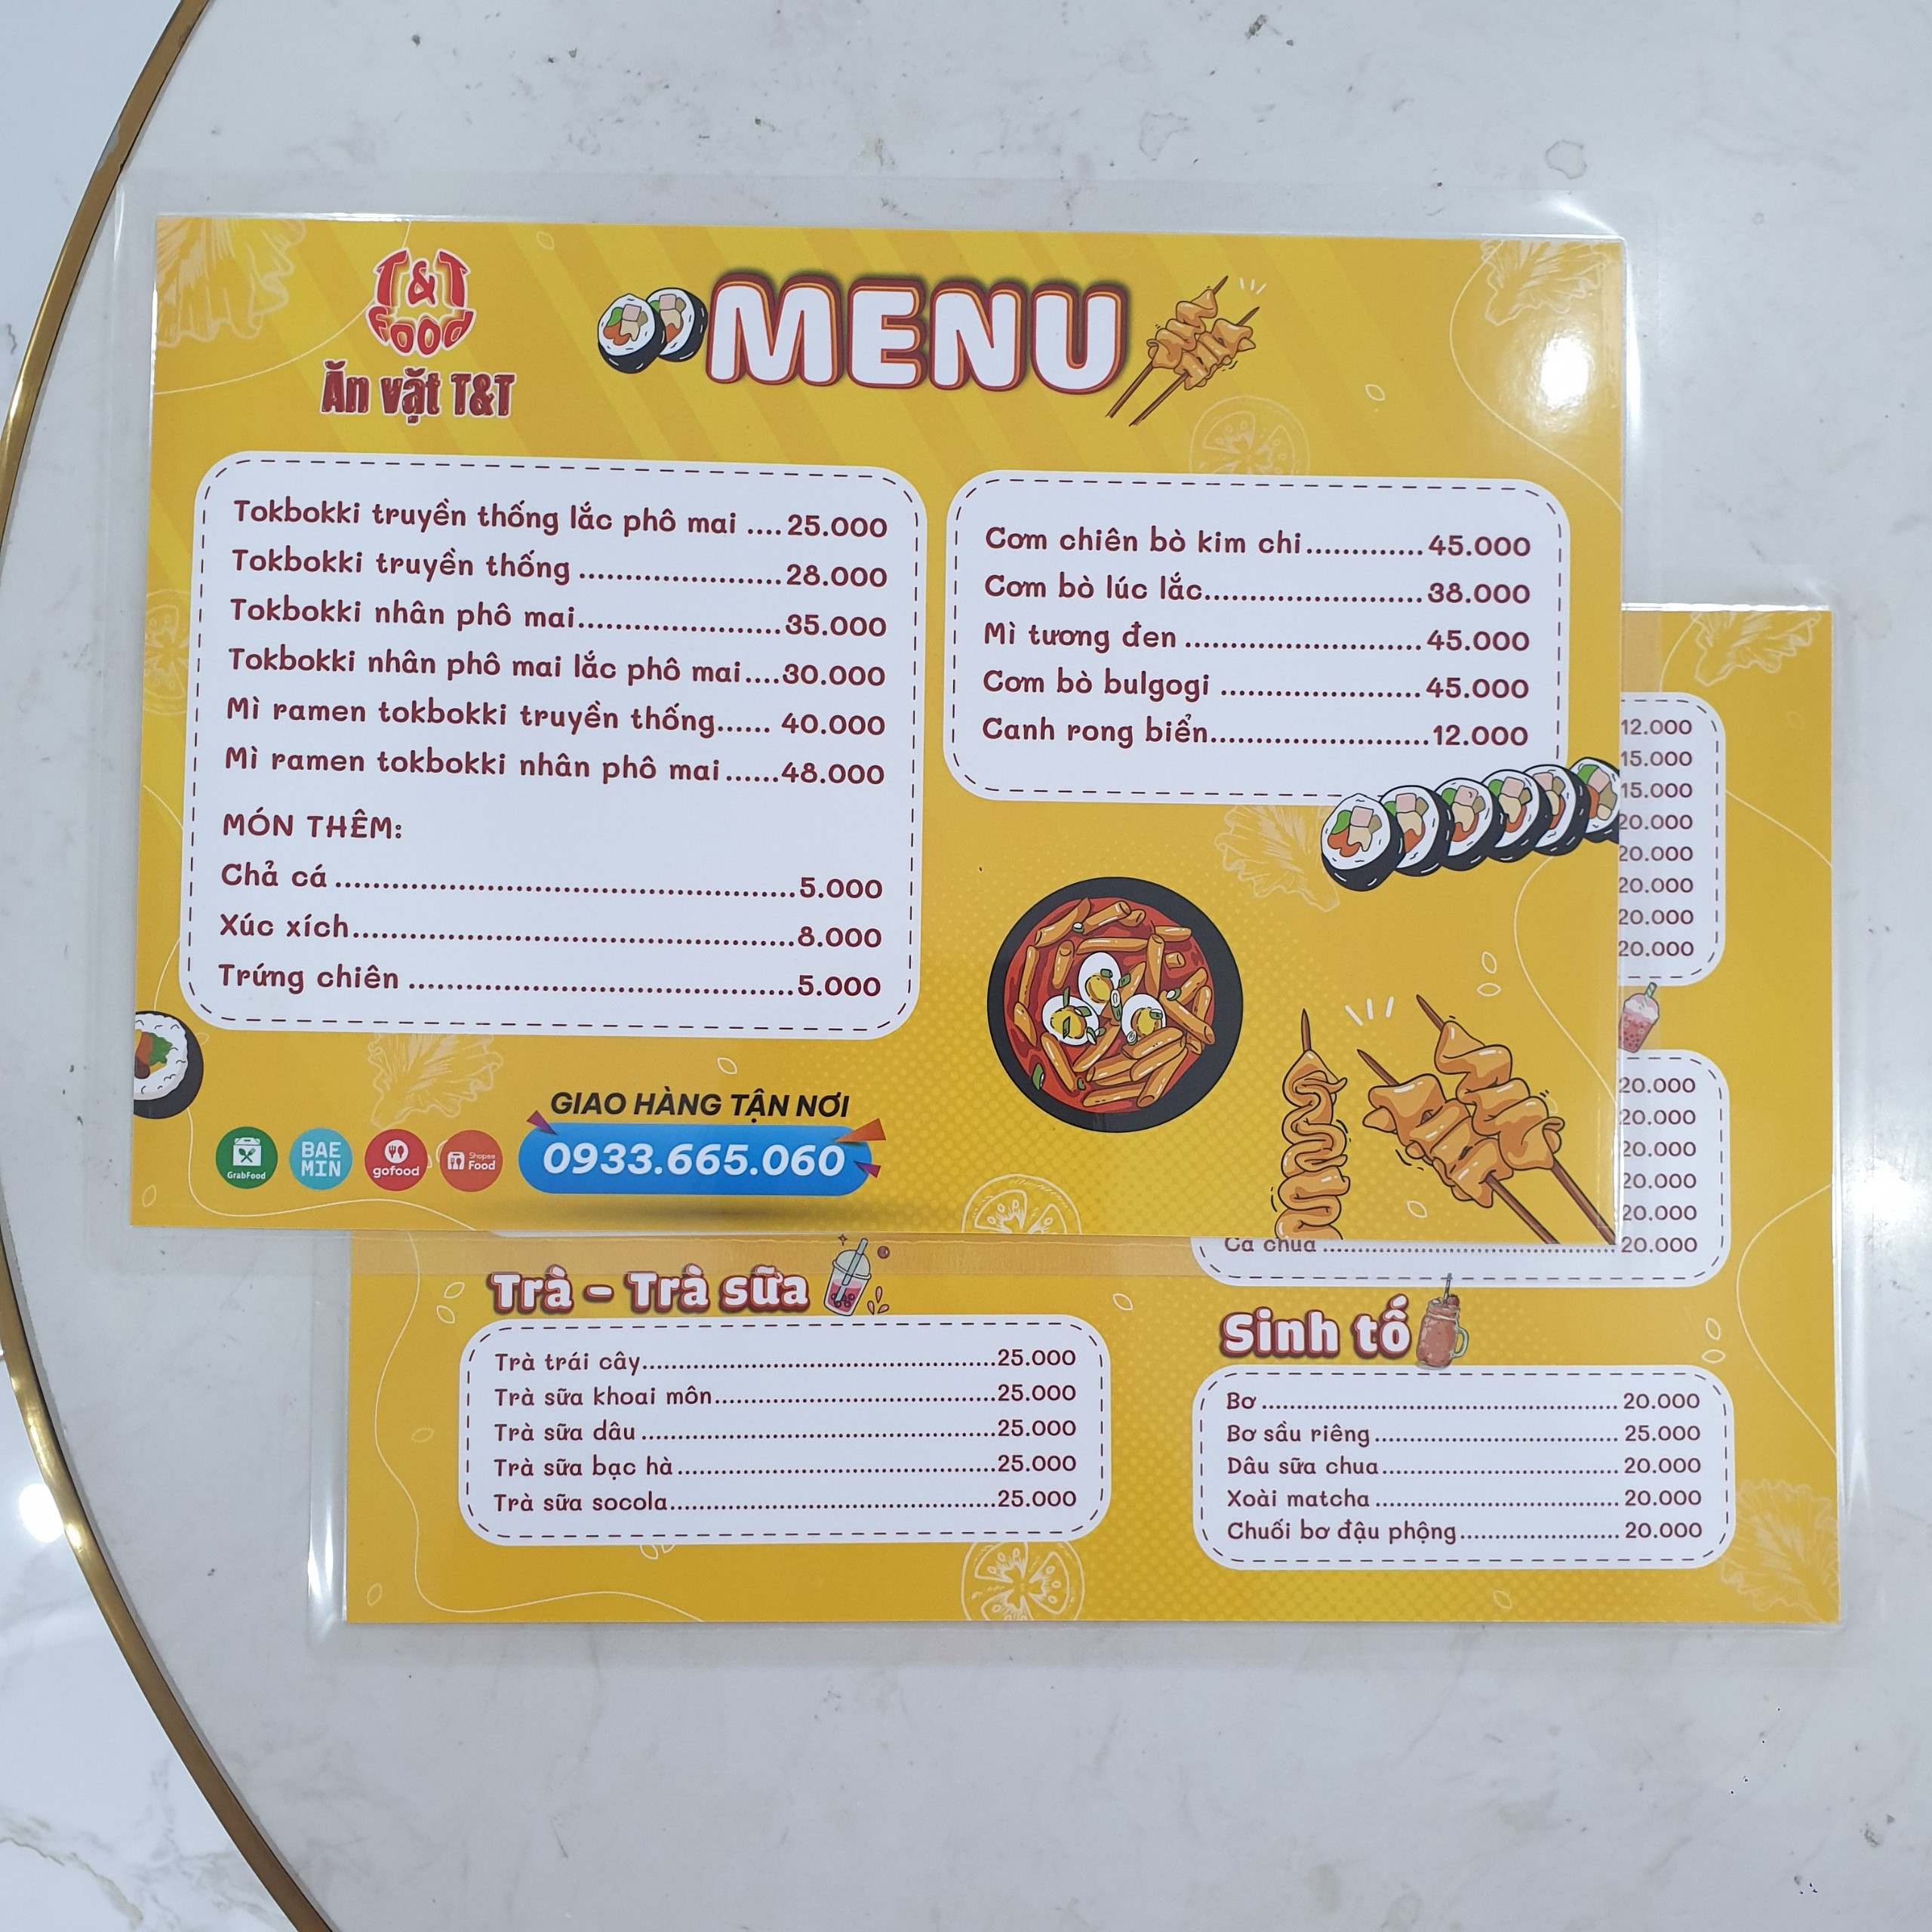 T&T
Food
Ăn vặt T&T
MENU
Tokbokki truyền thống lắc phô mai ....25.000
Tokbokki truyền thống ......................28.000
Tokbokki nhân phô mai......................35.000
Tokbokki nhân phô mai lắc phô mai....30.000
Mì ramen tokbokki truyền thống...... 40.000
Mì ramen tokbokki nhân phô mai......48.000
MÓN THÊM:
Chả cá ..................................................5.000
Xúc xích................................................8.000
Trứng chiên ..........................................5.000
Cơm chiên bò kim chi.............45.000
Cơm bò lúc lắc........................38.000
Mì tương đen ..........................45.000
Cơm bò bulgogi ......................45.000
Canh rong biển........................12.000
GIAO HÀNG TẬN NƠI
0933.665.060
GrabFood
BAE
MIN
gofood
Shopee
Food
12.000
15.000
15.000
20.000
20.000
20.000
20.000
20.000
20.000
20.000
20.000
20.000
20.000
Cà chua ..........................................20.000
Trà - Trà sữa
Trà trái cây............................................25.000
Trà sữa khoai môn...................................25.000
Trà sữa dâu ............................................25.000
Trà sữa bạc hà........................................25.000
Trà sữa socola.........................................25.000
Sinh tố
Bơ ................................................ 20.000
Bơ sầu riêng ................................. 25.000
Dâu sữa chua................................ 20.000
Xoài matcha ................................. 20.000
Chuối bơ đậu phộng...................... 20.000